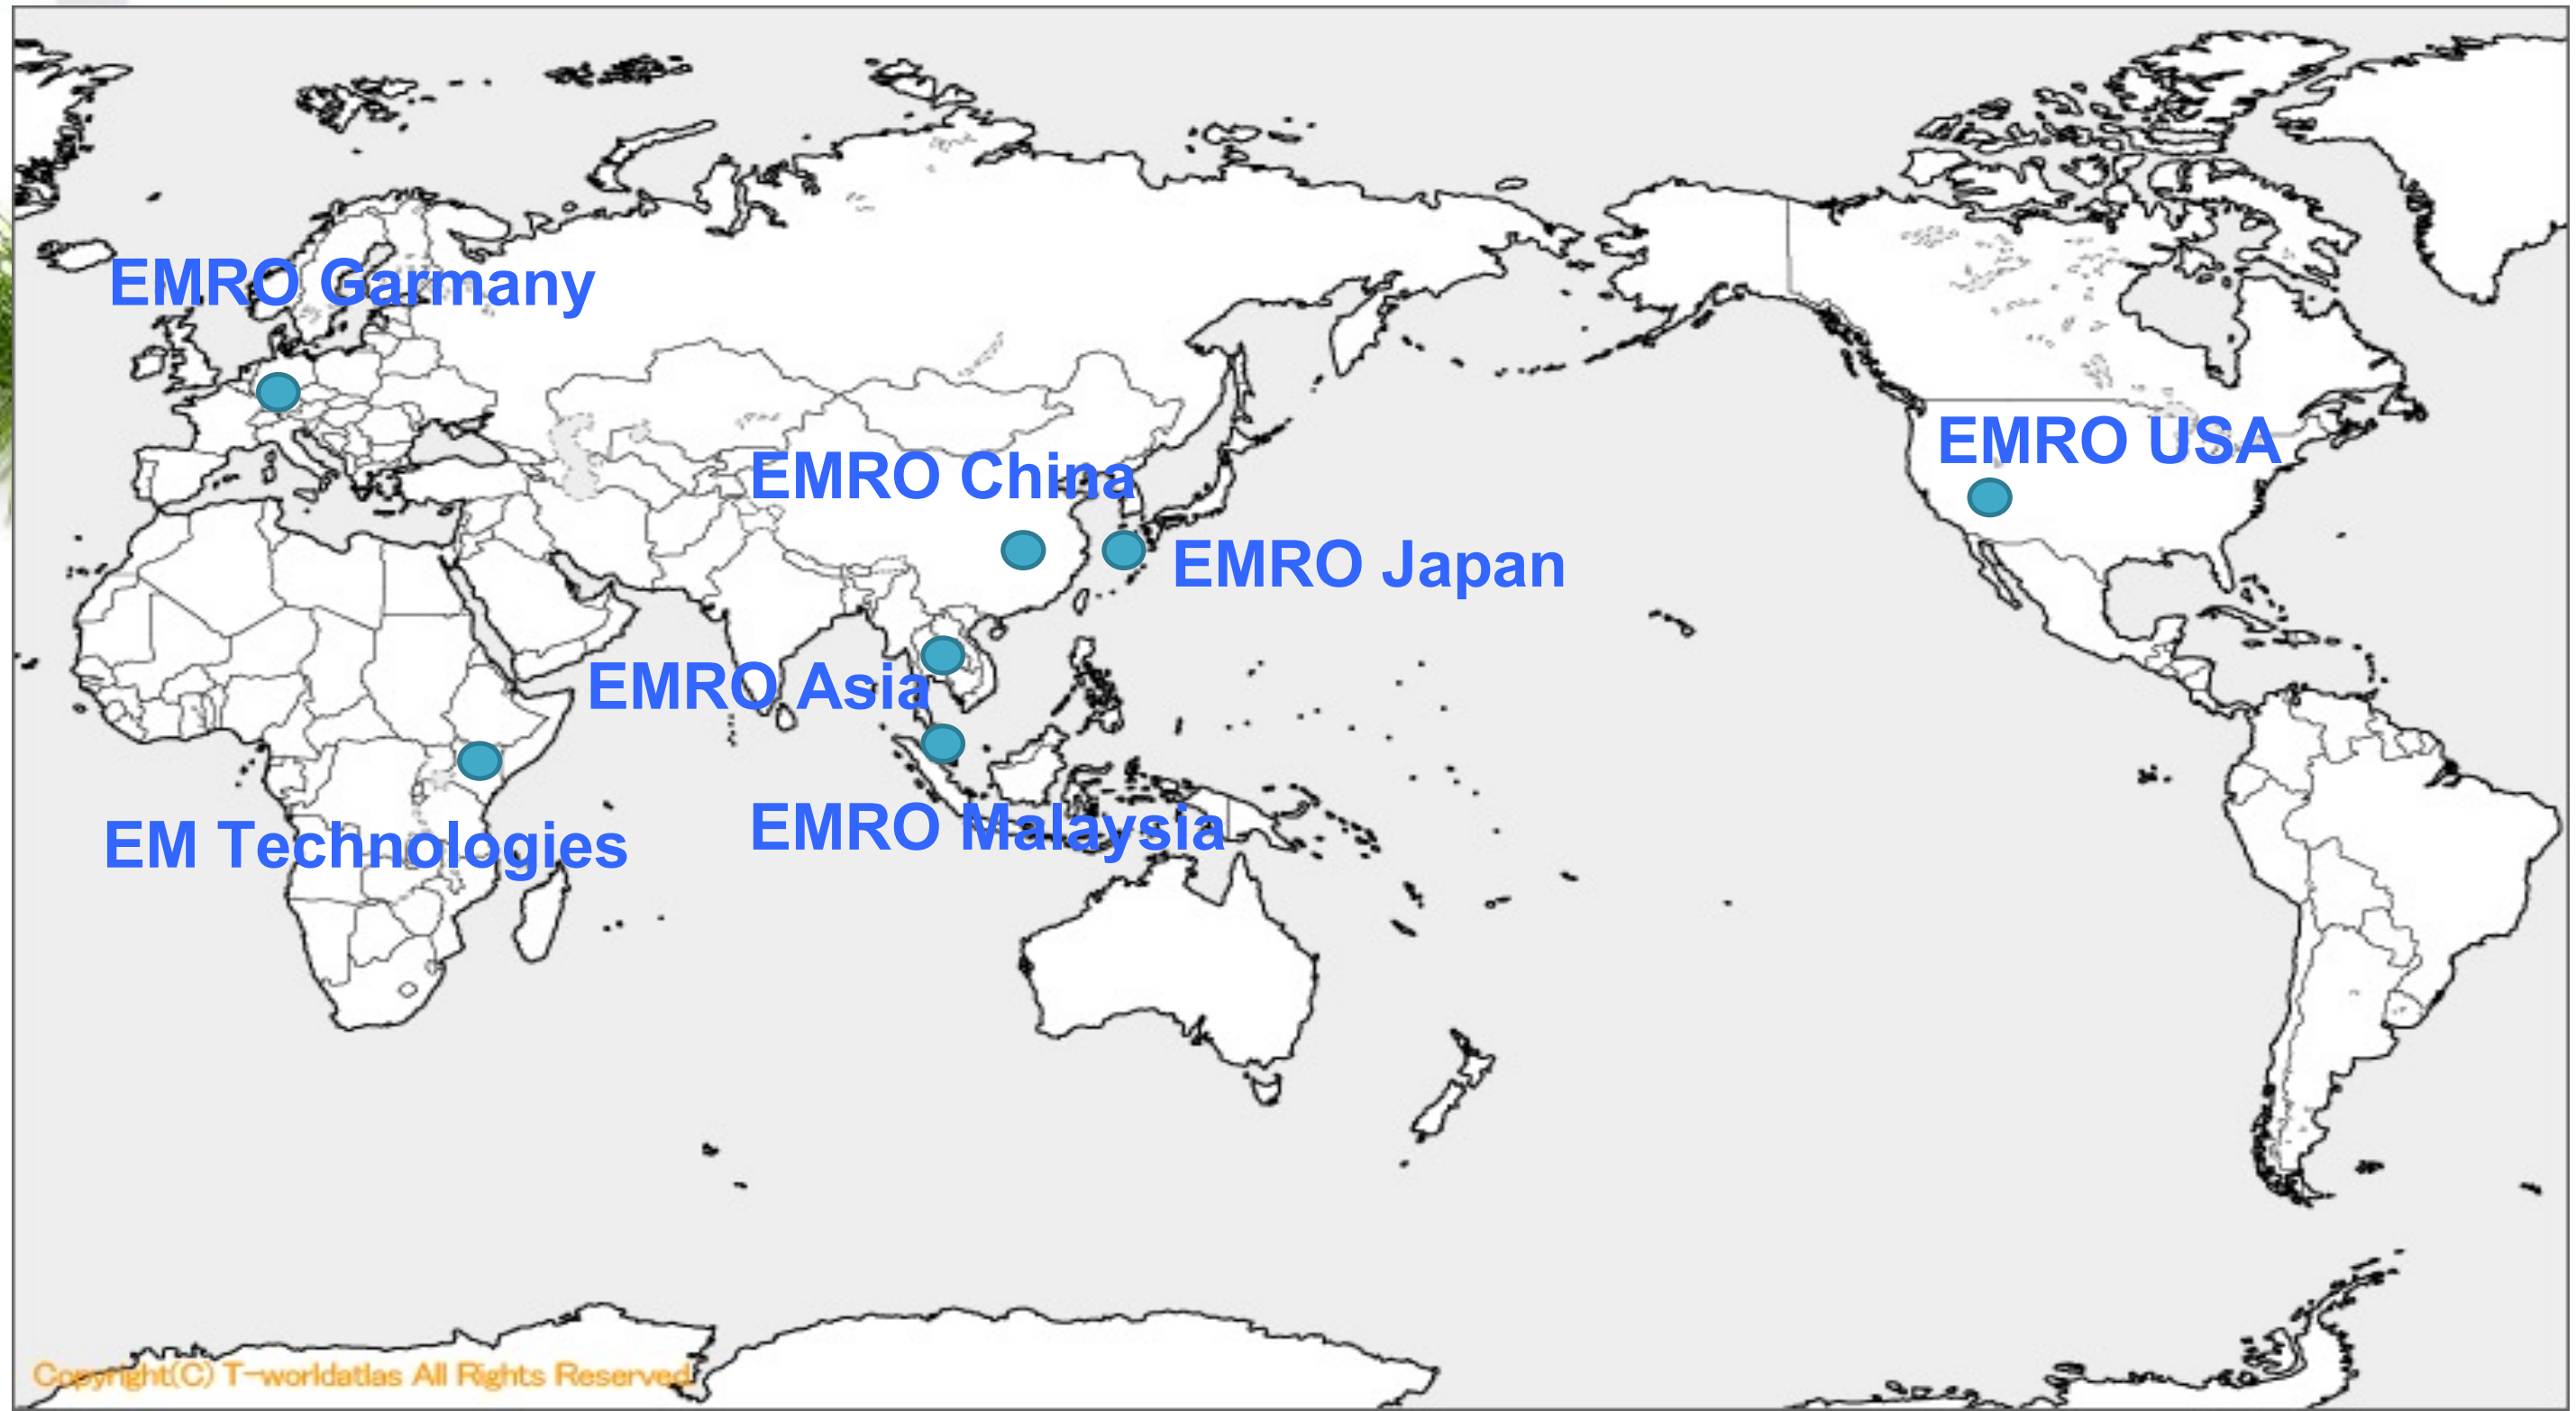 EMRO Garmany
EMRO USA
EMRO China
EMRO Japan
EMRO Asia
EMRO Malaysia
EM Technologies
Copyright(C) T-worldatlas All Rights Reserved